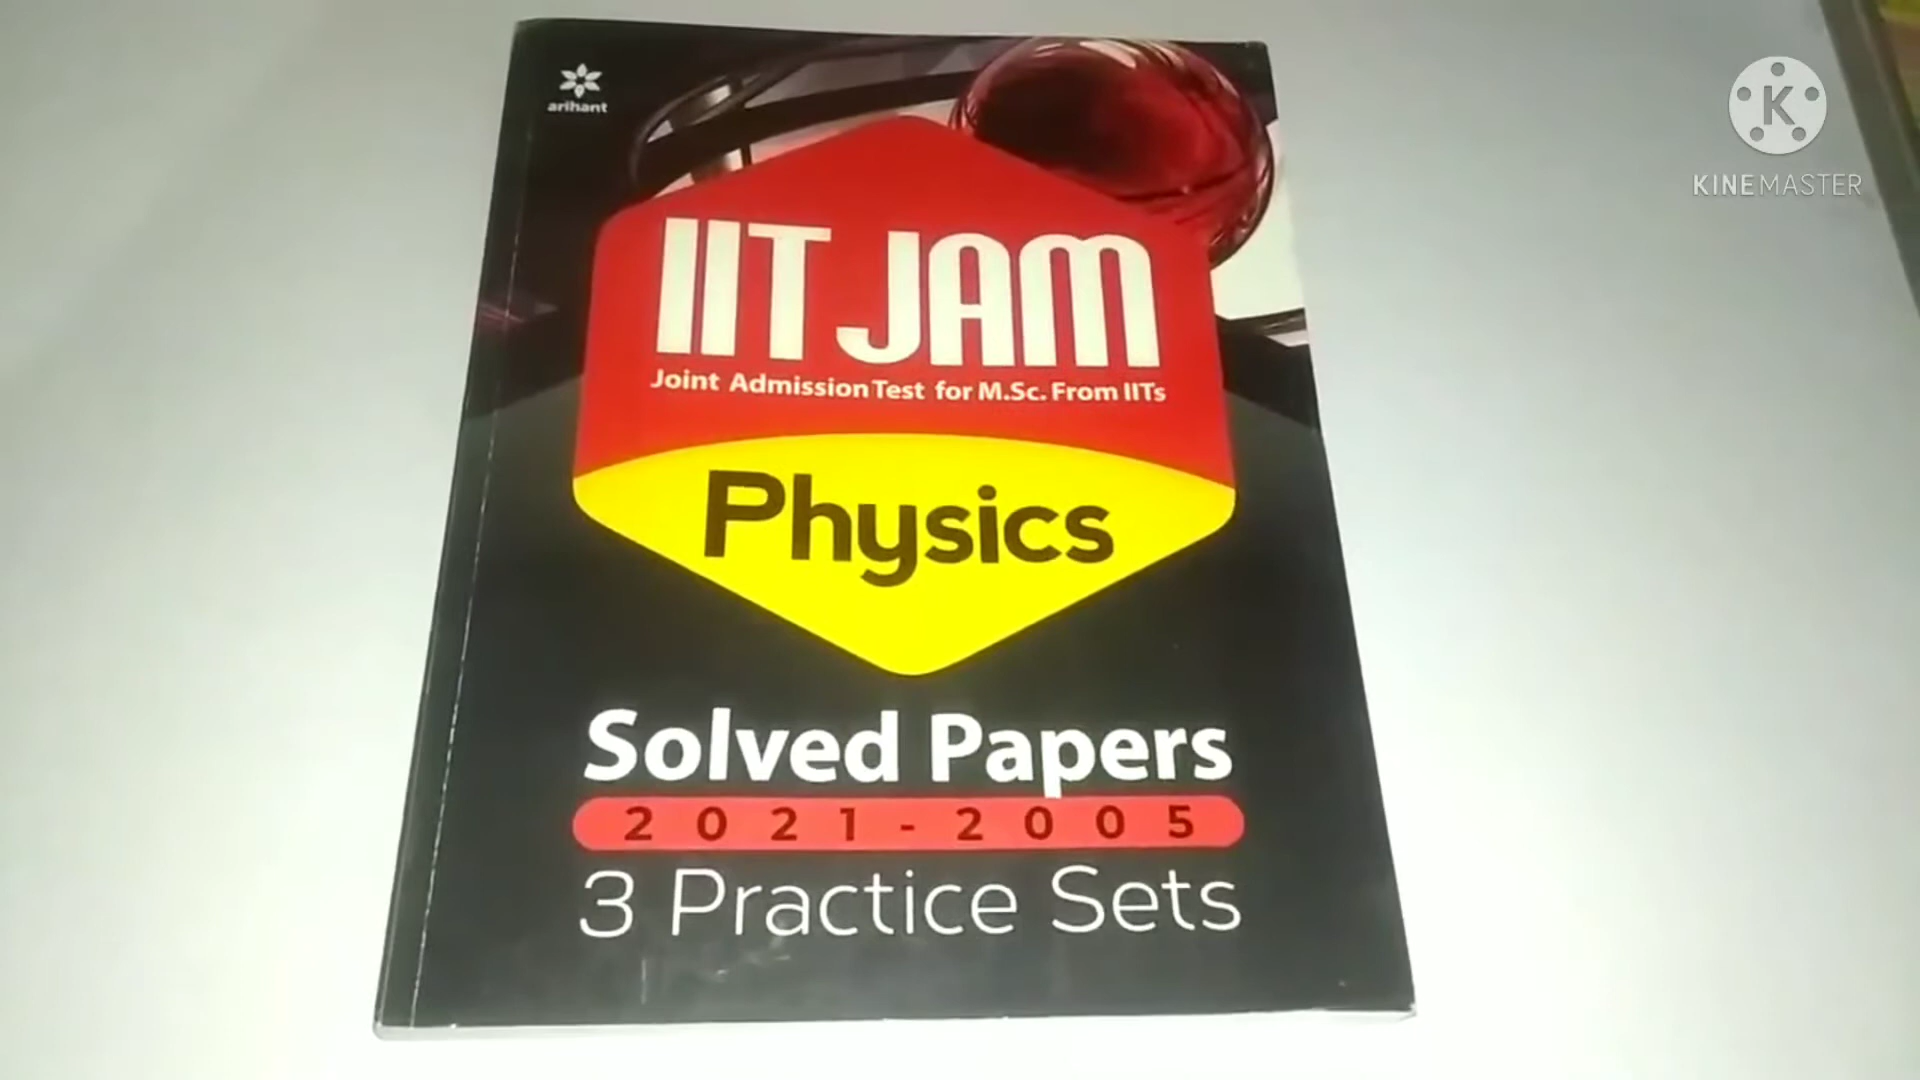 arihant
IIT JAM
Joint Admission Test for M.Sc. From IITs
Physics
Solved Papers
2021-2005
3 Practice Sets
K
KINEMASTER